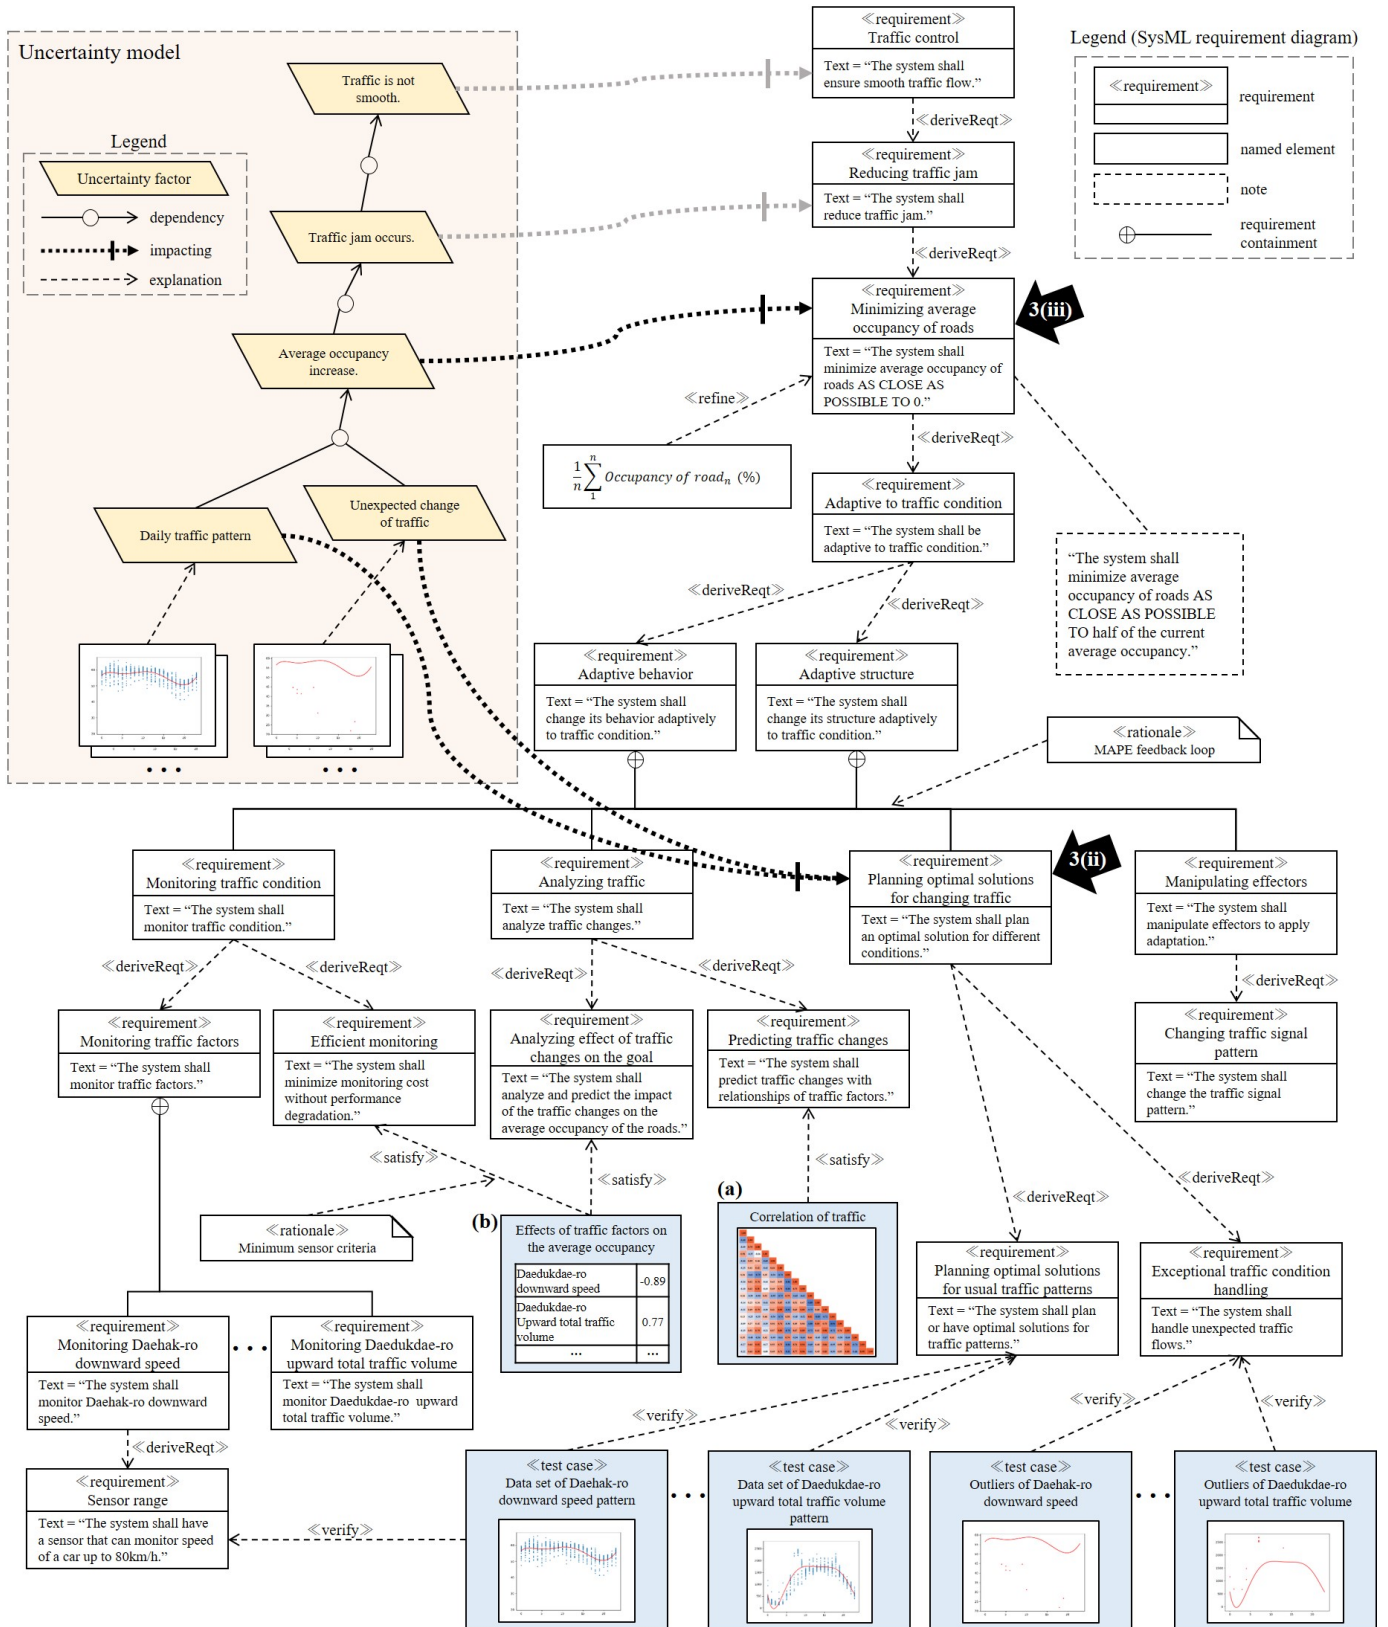 Uncertainty model
Traffic is not
smooth.
Legend
Uncertainty factor
dependency
impacting
explanation
Traffic jam occurs.
Average occupancy
increase.
Daily traffic pattern
Unexpected change
of traffic
• • •
• • •
≪requirement≫
Traffic control
Text = “The system shall
ensure smooth traffic flow.”
≪deriveReqt≫
≪requirement≫
Reducing traffic jam
Text = “The system shall
reduce traffic jam.”
≪deriveReqt≫
≪requirement≫
Minimizing average
occupancy of roads
Text = “The system shall
minimize average occupancy of
roads AS CLOSE AS
POSSIBLE TO 0.”
3(iii)
Legend (SysML requirement diagram)
≪requirement≫
requirement
named element
note
requirement
containment
≪refine≫
1/n ∑ₙ₁ Occupancy of roadₙ (%)
≪deriveReqt≫
≪requirement≫
Adaptive to traffic condition
Text = “The system shall be
adaptive to traffic condition.”
“The system shall
minimize average
occupancy of roads AS
CLOSE AS POSSIBLE
TO half of the current
average occupancy.”
≪deriveReqt≫
≪deriveReqt≫
≪requirement≫
Adaptive behavior
Text = “The system shall
change its behavior adaptively
to traffic condition.”
≪requirement≫
Adaptive structure
Text = “The system shall
change its structure adaptively
to traffic condition.”
≪rationale≫
MAPE feedback loop
≪requirement≫
Monitoring traffic condition
Text = “The system shall
monitor traffic condition.”
≪requirement≫
Analyzing traffic
Text = “The system shall
analyze traffic changes.”
≪requirement≫
Planning optimal solutions
for changing traffic
Text = “The system shall plan
an optimal solution for different
conditions.”
3(ii)
≪requirement≫
Manipulating effectors
Text = “The system shall
manipulate effectors to apply
adaptation.”
≪deriveReqt≫
≪deriveReqt≫
≪deriveReqt≫
≪deriveReqt≫
≪deriveReqt≫
≪requirement≫
Monitoring traffic factors
Text = “The system shall
monitor traffic factors.”
≪requirement≫
Efficient monitoring
Text = “The system shall
minimize monitoring cost
without performance
degradation.”
≪requirement≫
Analyzing effect of traffic
changes on the goal
Text = “The system shall
analyze and predict the impact
of the traffic changes on the
average occupancy of the roads.”
≪requirement≫
Predicting traffic changes
Text = “The system shall
predict traffic changes with
relationships of traffic factors.”
≪requirement≫
Changing traffic signal
pattern
Text = “The system shall
change the traffic signal
pattern.”
≪satisfy≫
≪satisfy≫
≪satisfy≫
≪deriveReqt≫
≪deriveReqt≫
≪rationale≫
Minimum sensor criteria
(b)
Effects of traffic factors on
the average occupancy
Daedukdae-ro
downward speed
-0.89
Daedukdae-ro
Upward total traffic
volume
0.77
...
...
(a)
Correlation of traffic
≪requirement≫
Planning optimal solutions
for usual traffic patterns
Text = “The system shall plan
or have optimal solutions for
traffic patterns.”
≪requirement≫
Exceptional traffic condition
handling
Text = “The system shall
handle unexpected traffic
flows.”
≪requirement≫
Monitoring Daehak-ro
downward speed
Text = “The system shall
monitor Daehak-ro downward
speed.”
• • •
≪requirement≫
Monitoring Daedukdae-ro
upward total traffic volume
Text = “The system shall
monitor Daedukdae-ro upward
total traffic volume.”
≪deriveReqt≫
≪verify≫
≪verify≫
≪verify≫
≪verify≫
≪requirement≫
Sensor range
Text = “The system shall have
a sensor that can monitor speed
of a car up to 80km/h.”
≪verify≫
≪test case≫
Data set of Daehak-ro
downward speed pattern
• • •
≪test case≫
Data set of Daedukdae-ro
upward total traffic volume
pattern
≪test case≫
Outliers of Daehak-ro
downward speed
• • •
≪test case≫
Outliers of Daedukdae-ro
upward total traffic volume